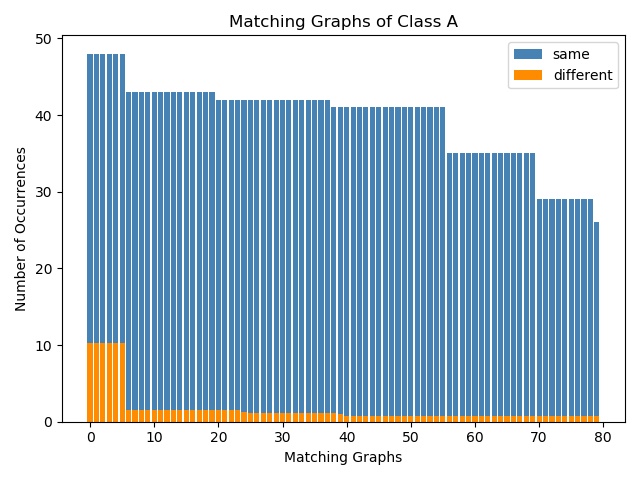 Matching Graphs of Class A
same
different
Number of Occurrences
50
40
30
20
10
0
0 10 20 30 40 50 60 70 80
Matching Graphs